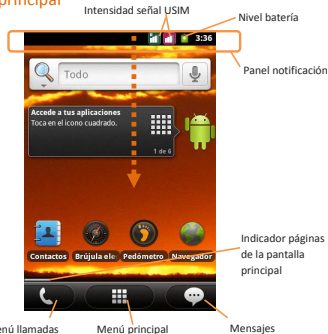 principal
Intensidad señal USIM
Nivel batería
3:36
Panel notificación
Todo
Accede a tus aplicaciones
Toca en el icono cuadrado.
1 de 6
Contactos Brújula ele Pedómetro Navegador
Indicador páginas
de la pantalla
principal
nú llamadas
Menú principal
Mensajes